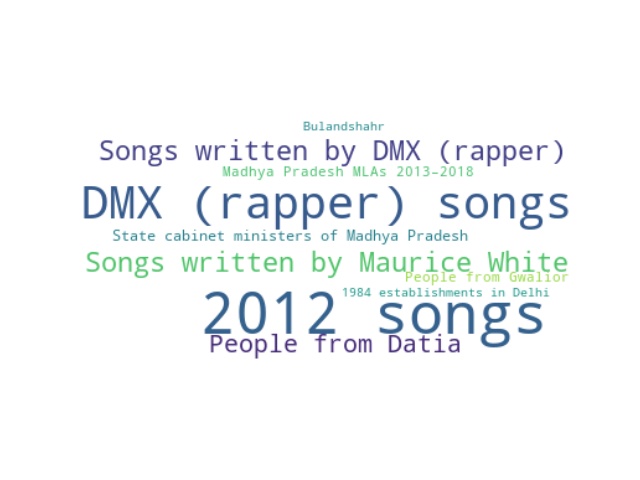 Bulandshahr
Songs written by DMX (rapper)
Madhya Pradesh MLAs 2013–2018
DMX (rapper) songs
State cabinet ministers of Madhya Pradesh
Songs written by Maurice White
People from Gwalior
1984 establishments in Delhi
2012 songs
People from Datia